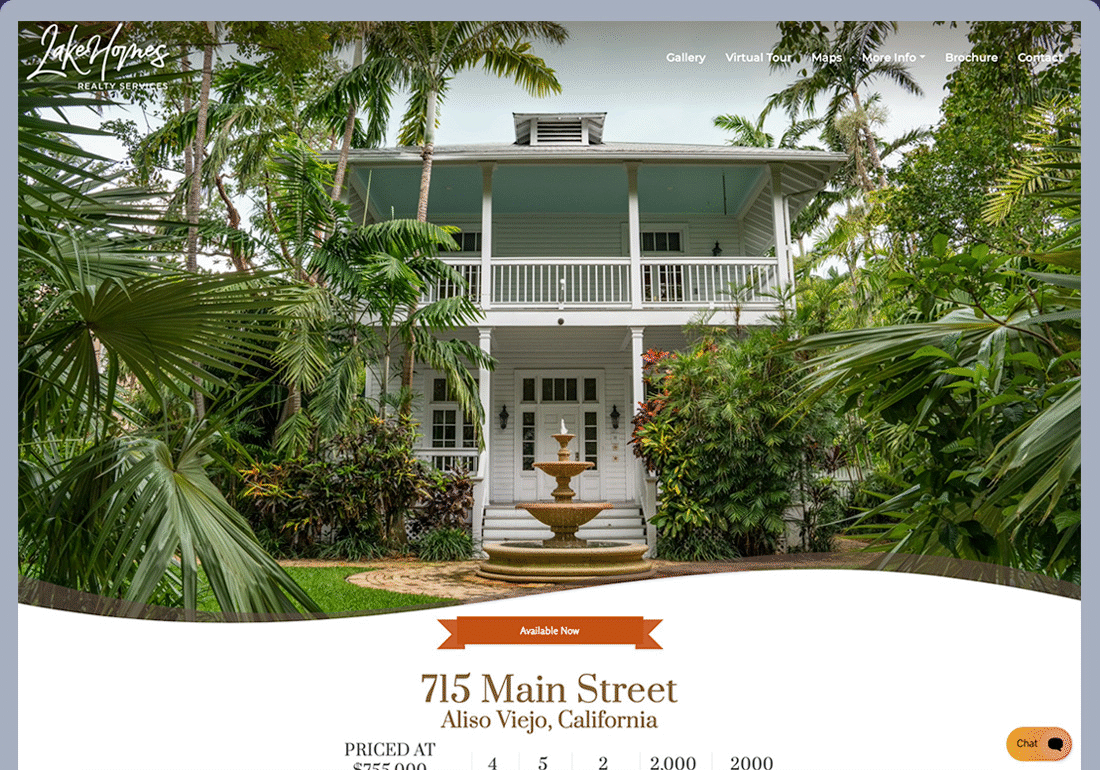 LakeHomes
REALTY SERVICES
Gallery Virtual Tour Maps More Info Brochure Contact
Available Now
715 Main Street
Aliso Viejo, California
PRICED AT
$755,000
4 5 2 2,000 2000
Chat